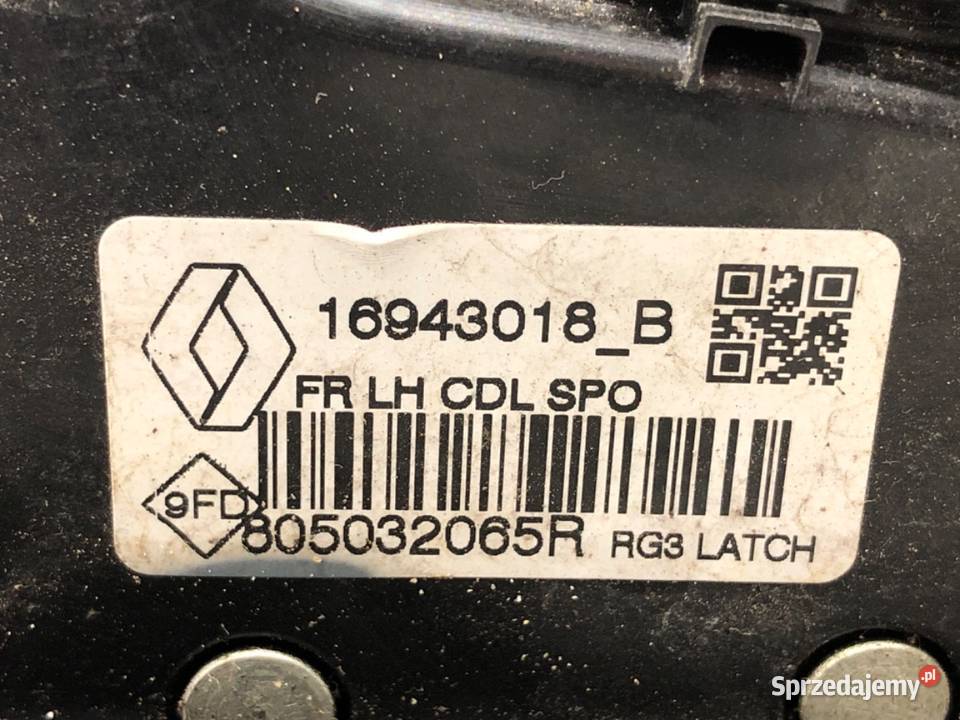 16943018_B
FR LH CDL SPO
9FD
805032065R RG3 LATCH
Sprzedajemy.pl